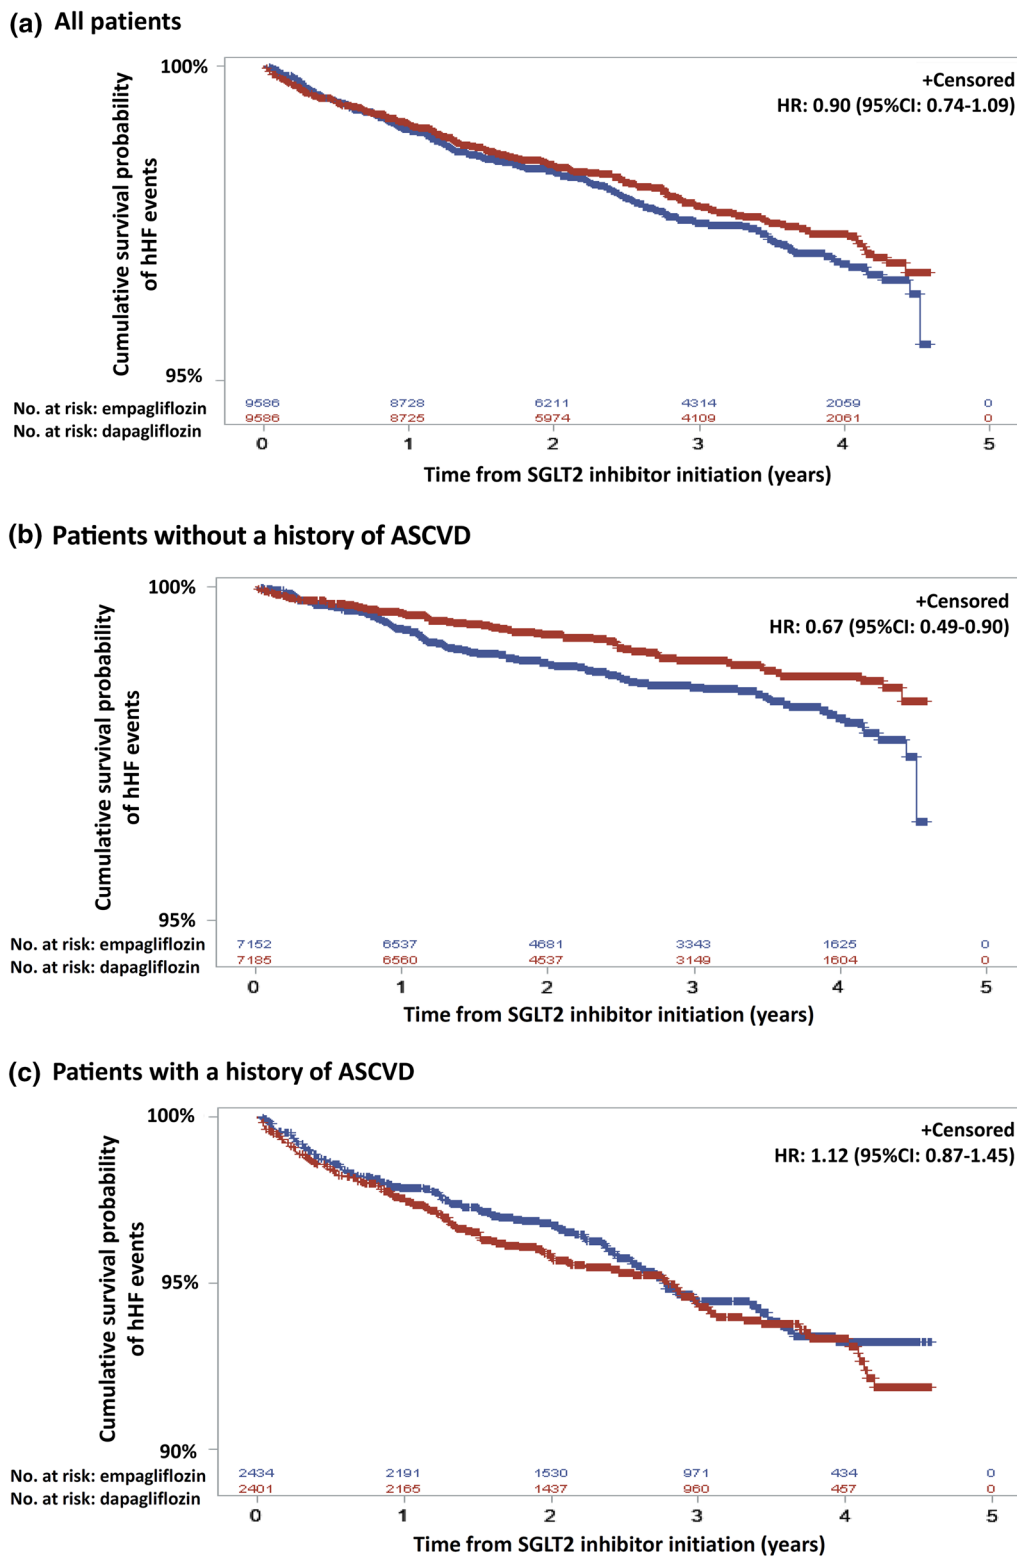 (a) All patients
100%
+Censored
HR: 0.90 (95%CI: 0.74-1.09)
Cumulative survival probability
of hHF events
95%
No. at risk: empagliflozin 9586 8728 6211 4314 2059 0
No. at risk: dapagliflozin 9586 8725 5974 4109 2061 0
0 1 2 3 4 5
Time from SGLT2 inhibitor initiation (years)
(b) Patients without a history of ASCVD
100%
+Censored
HR: 0.67 (95%CI: 0.49-0.90)
Cumulative survival probability
of hHF events
95%
No. at risk: empagliflozin 7152 6537 4681 3343 1625 0
No. at risk: dapagliflozin 7185 6560 4537 3149 1604 0
0 1 2 3 4 5
Time from SGLT2 inhibitor initiation (years)
(c) Patients with a history of ASCVD
100%
+Censored
HR: 1.12 (95%CI: 0.87-1.45)
Cumulative survival probability
of hHF events
95%
90%
No. at risk: empagliflozin 2434 2191 1530 971 434 0
No. at risk: dapagliflozin 2401 2165 1437 960 457 0
0 1 2 3 4 5
Time from SGLT2 inhibitor initiation (years)